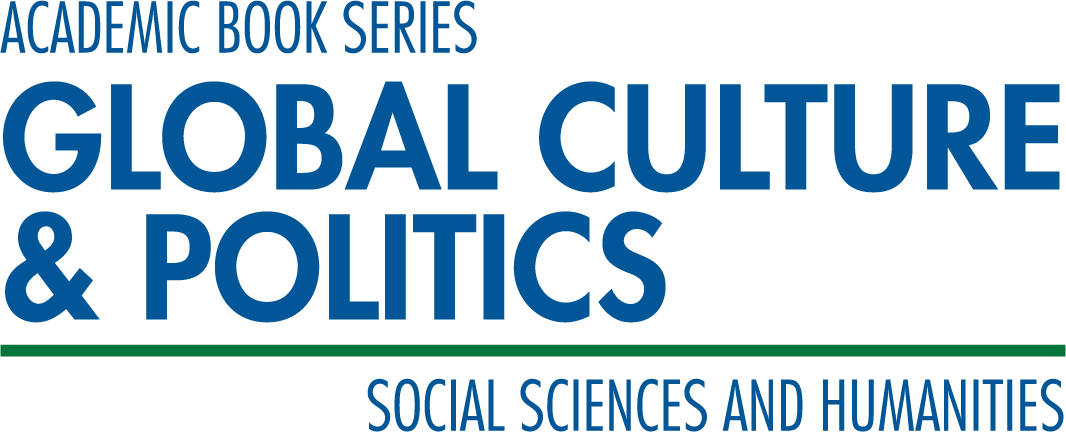 ACADEMIC BOOK SERIES
GLOBAL CULTURE
& POLITICS
SOCIAL SCIENCES AND HUMANITIES